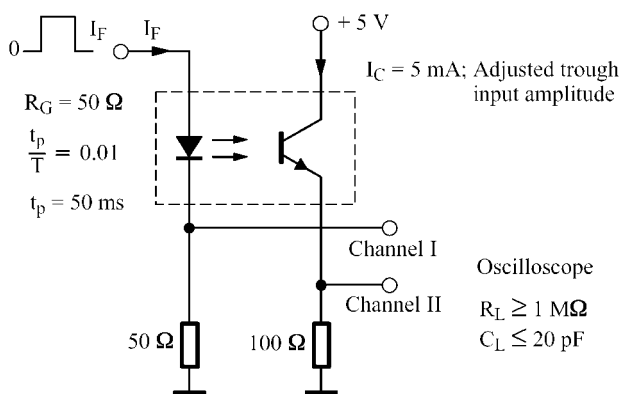 0
I_F
I_F
+ 5 V
I_C = 5 mA; Adjusted trough
input amplitude
R_G = 50 Ω
t_p
T
= 0.01
t_p = 50 ms
Channel I
Channel II
Oscilloscope
R_L ≥ 1 MΩ
C_L ≤ 20 pF
50 Ω
100 Ω